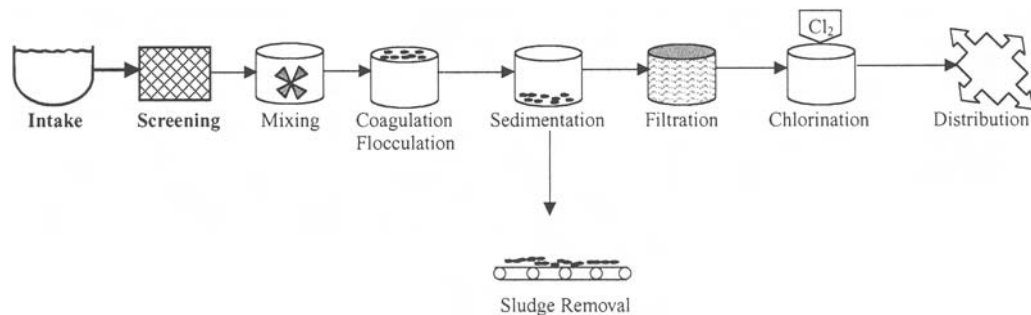 Cl₂
Intake
Screening
Mixing
Coagulation
Flocculation
Sedimentation
Filtration
Chlorination
Distribution
Sludge Removal